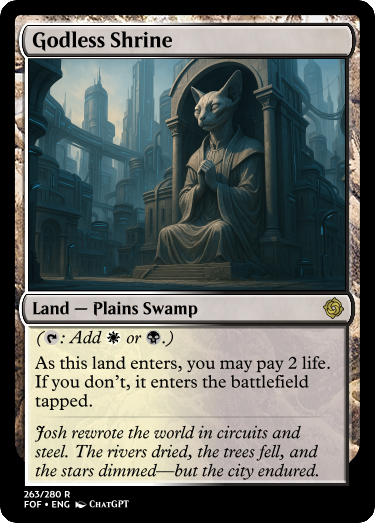 Godless Shrine
Land — Plains Swamp
(: Add or .)
As this land enters, you may pay 2 life.
If you don't, it enters the battlefield
tapped.
Josh rewrote the world in circuits and
steel. The rivers dried, the trees fell, and
the stars dimmed—but the city endured.
263/280 R
FOF • ENG ChatGPT